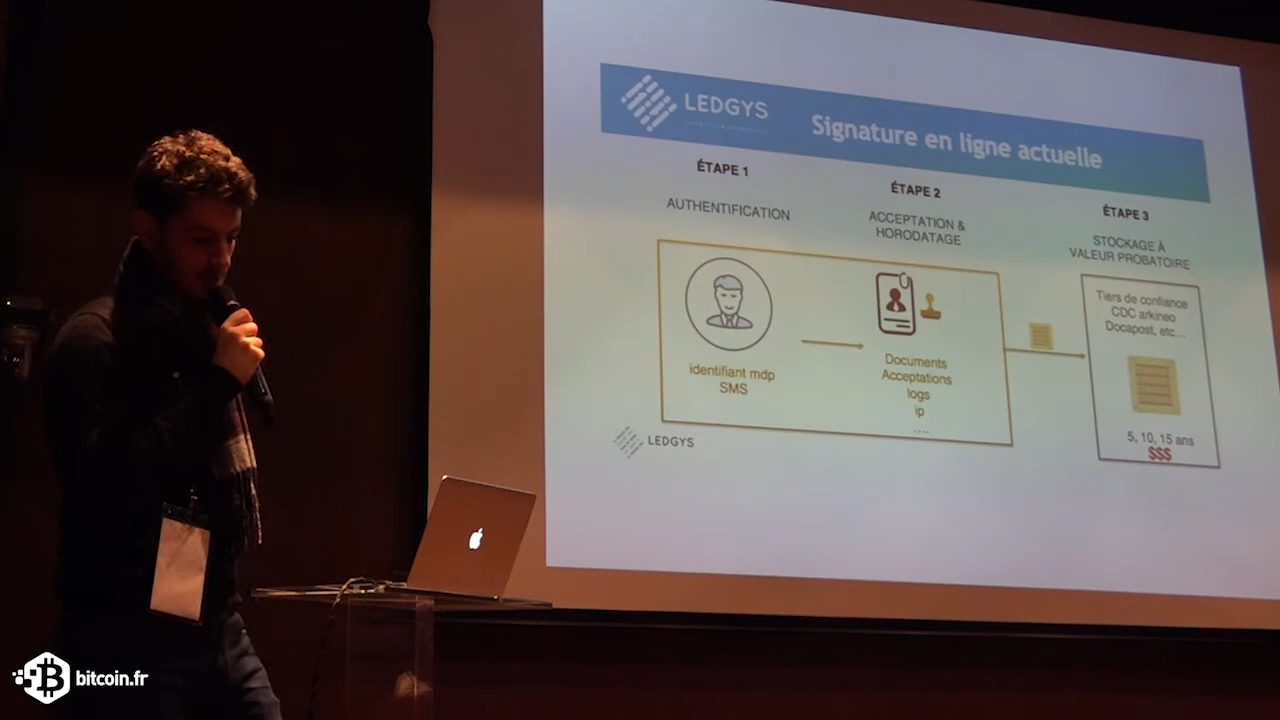 LEDGYS
Signature en ligne actuelle
ÉTAPE 1
AUTHENTIFICATION
identifiant mdp
SMS
ÉTAPE 2
ACCEPTATION &
HORODATAGE
Documents
Acceptations
logs
ip
....
ÉTAPE 3
STOCKAGE À
VALEUR PROBATOIRE
Tiers de confiance
CDC arkineo
Docapost, etc...
5, 10, 15 ans
$$$
LEDGYS
bitcoin.fr